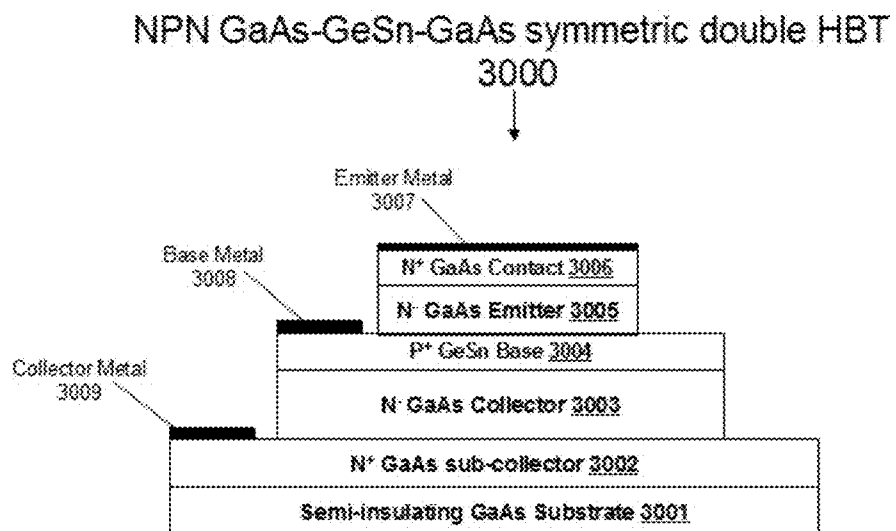 NPN GaAs-GeSn-GaAs symmetric double HBT
3000
Emitter Metal
3007
Base Metal
3008
N⁺ GaAs Contact 3006
N⁻ GaAs Emitter 3005
P⁺ GeSn Base 3004
Collector Metal
3009
N⁻ GaAs Collector 3003
N⁺ GaAs sub-collector 3002
Semi-insulating GaAs Substrate 3001